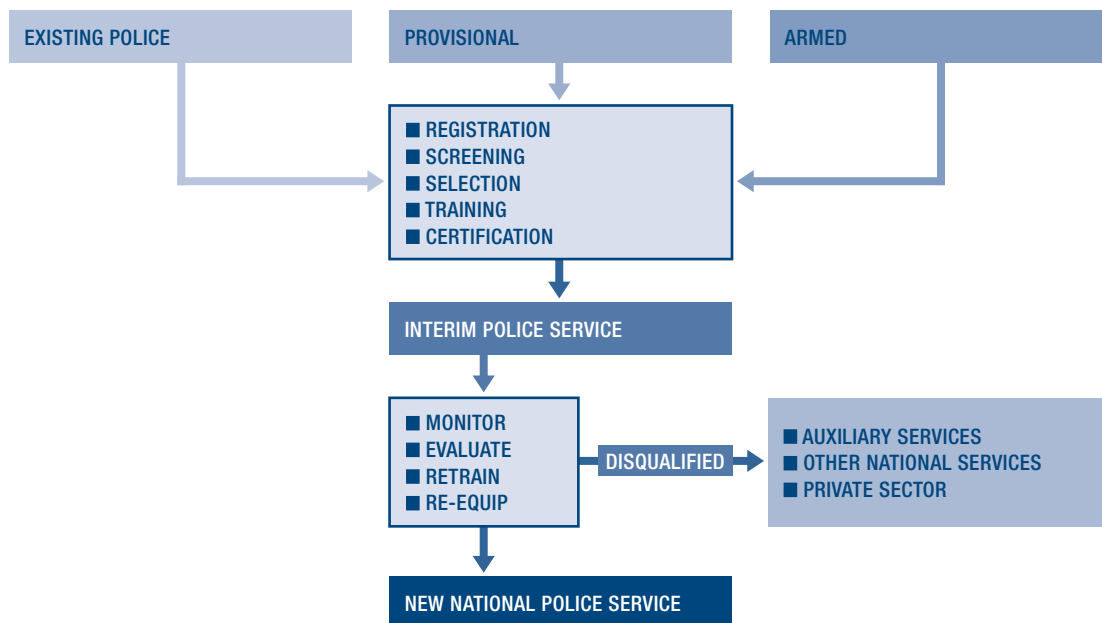 EXISTING POLICE
PROVISIONAL
ARMED
■ REGISTRATION
■ SCREENING
■ SELECTION
■ TRAINING
■ CERTIFICATION
INTERIM POLICE SERVICE
■ MONITOR
■ EVALUATE
■ RETRAIN
■ RE-EQUIP
DISQUALIFIED
■ AUXILIARY SERVICES
■ OTHER NATIONAL SERVICES
■ PRIVATE SECTOR
NEW NATIONAL POLICE SERVICE